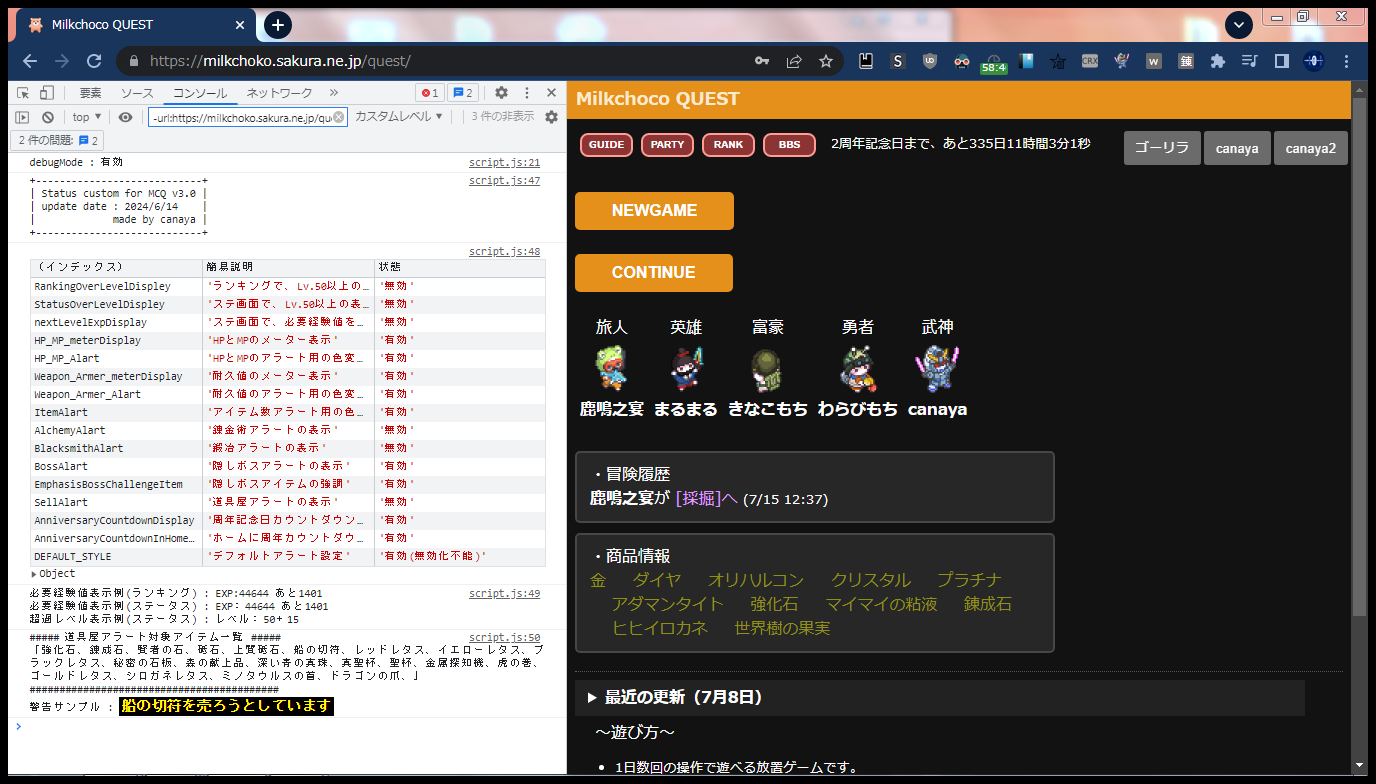 Milkchoco QUEST
https://milkchoko.sakura.ne.jp/quest/
58:4
要素 ソース コンソール ネットワーク » 1 2
top ▼ -url:https://milkchoko.sakura.ne.jp/que カスタムレベル ▼ 3 件の非表示
2 件の問題: 2
debugMode : 有効 script.js:21
+---------------------------+ script.js:47
| Status custom for MCQ v3.0 |
| update date : 2024/6/14 |
| made by canaya |
+---------------------------+
script.js:48
(インデックス) 簡易説明 状態
RankingOverLevelDispley 'ランキングで、Lv.50以上の… '無効'
StatusOverLevelDispley 'ステ画面で、Lv.50以上の表… '無効'
nextLevelExpDisplay 'ステ画面で、必要経験値を… '無効'
HP_MP_meterDisplay 'HPとMPのメーター表示' '有効'
HP_MP_Alart 'HPとMPのアラート用の色変… '有効'
Weapon_Armer_meterDisplay '耐久値のメーター表示' '有効'
Weapon_Armer_Alart '耐久値のアラート用の色変… '有効'
ItemAlart 'アイテム数アラート用の色… '有効'
AlchemyAlart '錬金術アラートの表示' '無効'
BlacksmithAlart '鍛冶アラートの表示' '無効'
BossAlart '隠しボスアラートの表示' '有効'
EmphasisBossChallengeItem '隠しボスアイテムの強調' '有効'
SellAlart '道具屋アラートの表示' '無効'
AnniversaryCountdownDisplay '周年記念日カウントダウン… '有効'
AnniversaryCountdownInHome… 'ホームに周年カウントダウ… '有効'
DEFAULT_STYLE 'デフォルトアラート設定' '有効(無効化不能)'
▸Object
必要経験値表示例(ランキング) : EXP:44644 あと1401 script.js:49
必要経験値表示例(ステータス) : EXP: 44644 あと1401
超過レベル表示例(ステータス) : レベル: 50+ 15
##### 道具屋アラート対象アイテム一覧 ##### script.js:50
「強化石、錬成石、賢者の石、砥石、上質砥石、船の切符、レッドレタス、イエローレタス、ブ
ラックレタス、秘密の石板、森の献上品、深い青の真珠、真聖杯、聖杯、金属探知機、虎の巻、
ゴールドレタス、シロガネレタス、ミノタウルスの首、ドラゴンの爪、」
##########################################
警告サンプル : 船の切符を売ろうとしています
Milkchoco QUEST
GUIDE PARTY RANK BBS 2周年記念日まで、あと335日11時間3分1秒 ゴーリラ canaya canaya2
NEWGAME
CONTINUE
旅人 英雄 富豪 勇者 武神
鹿鳴之宴 まるまる きなこもち わらびもち canaya
・冒険履歴
鹿鳴之宴が [採掘]へ (7/15 12:37)
・商品情報
金 ダイヤ オリハルコン クリスタル プラチナ
アダマンタイト 強化石 マイマイの粘液 錬成石
ヒヒイロカネ 世界樹の果実
▶ 最近の更新（7月8日）
～遊び方～
• 1日数回の操作で遊べる放置ゲームです。